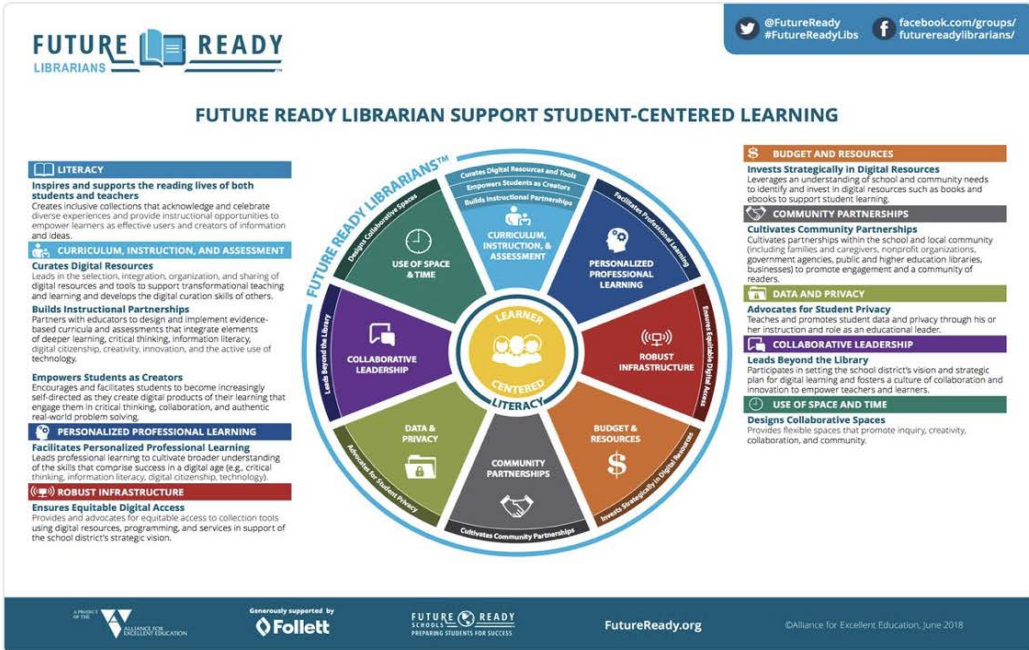 FUTURE READY
LIBRARIANS
@FutureReady
#FutureReadyLibs
facebook.com/groups/
futurereadylibrarians/
FUTURE READY LIBRARIAN SUPPORT STUDENT-CENTERED LEARNING
LITERACY
Inspires and supports the reading lives of both
students and teachers
Creates inclusive collections that acknowledge and celebrate
diverse experiences and provide instructional opportunities to
empower learners as effective users and creators of information
and ideas.
CURRICULUM, INSTRUCTION, AND ASSESSMENT
Curates Digital Resources
Leads in the selection, integration, organization, and sharing of
digital resources and tools to support transformational teaching
and learning and develops the digital curation skills of others.
Builds Instructional Partnerships
Partners with educators to design and implement evidence-
based curricula and assessments that integrate elements
of deeper learning, critical thinking, information literacy,
digital citizenship, creativity, innovation, and the active use of
technology.
Empowers Students as Creators
Encourages and facilitates students to become increasingly
self-directed as they create digital products of their learning that
engage them in critical thinking, collaboration, and authentic
real-world problem solving.
PERSONALIZED PROFESSIONAL LEARNING
Facilitates Personalized Professional Learning
Leads professional learning to cultivate broader understanding
of the skills that comprise success in a digital age (e.g., critical
thinking, information literacy, digital citizenship, technology).
ROBUST INFRASTRUCTURE
Ensures Equitable Digital Access
Provides and advocates for equitable access to collection tools
using digital resources, programming, and services in support of
the school district's strategic vision.
FUTURE READY LIBRARIANS™
Curates Digital Resources and Tools
Empowers Students as Creators
Builds Instructional Partnerships
CURRICULUM,
INSTRUCTION, &
ASSESSMENT
Facilitates Professional Learning
PERSONALIZED
PROFESSIONAL
LEARNING
Ensures Equitable Digital Access
ROBUST
INFRASTRUCTURE
Invests Strategically in Digital Resources
BUDGET &
RESOURCES
$
Cultivates Community Partnerships
COMMUNITY
PARTNERSHIPS
Advocates for Student Privacy
DATA &
PRIVACY
Leads Beyond the Library
COLLABORATIVE
LEADERSHIP
Designs Collaborative Spaces
USE OF SPACE
& TIME
LEARNER
CENTERED
LITERACY
$ BUDGET AND RESOURCES
Invests Strategically in Digital Resources
Leverages an understanding of school and community needs
to identify and invest in digital resources such as books and
ebooks to support student learning.
COMMUNITY PARTNERSHIPS
Cultivates Community Partnerships
Cultivates partnerships within the school and local community
(including families and caregivers, nonprofit organizations,
government agencies, public and higher education libraries,
businesses) to promote engagement and a community of
readers.
DATA AND PRIVACY
Advocates for Student Privacy
Teaches and promotes student data and privacy through his or
her instruction and role as an educational leader.
COLLABORATIVE LEADERSHIP
Leads Beyond the Library
Participates in setting the school district's vision and strategic
plan for digital learning and fosters a culture of collaboration and
innovation to empower teachers and learners.
USE OF SPACE AND TIME
Designs Collaborative Spaces
Provides flexible spaces that promote inquiry, creativity,
collaboration, and community.
A PROJECT
OF THE
ALLIANCE FOR
EXCELLENT EDUCATION
Generously supported by
Follett
FUTURE READY
SCHOOLS
PREPARING STUDENTS FOR SUCCESS
FutureReady.org
©Alliance for Excellent Education, June 2018